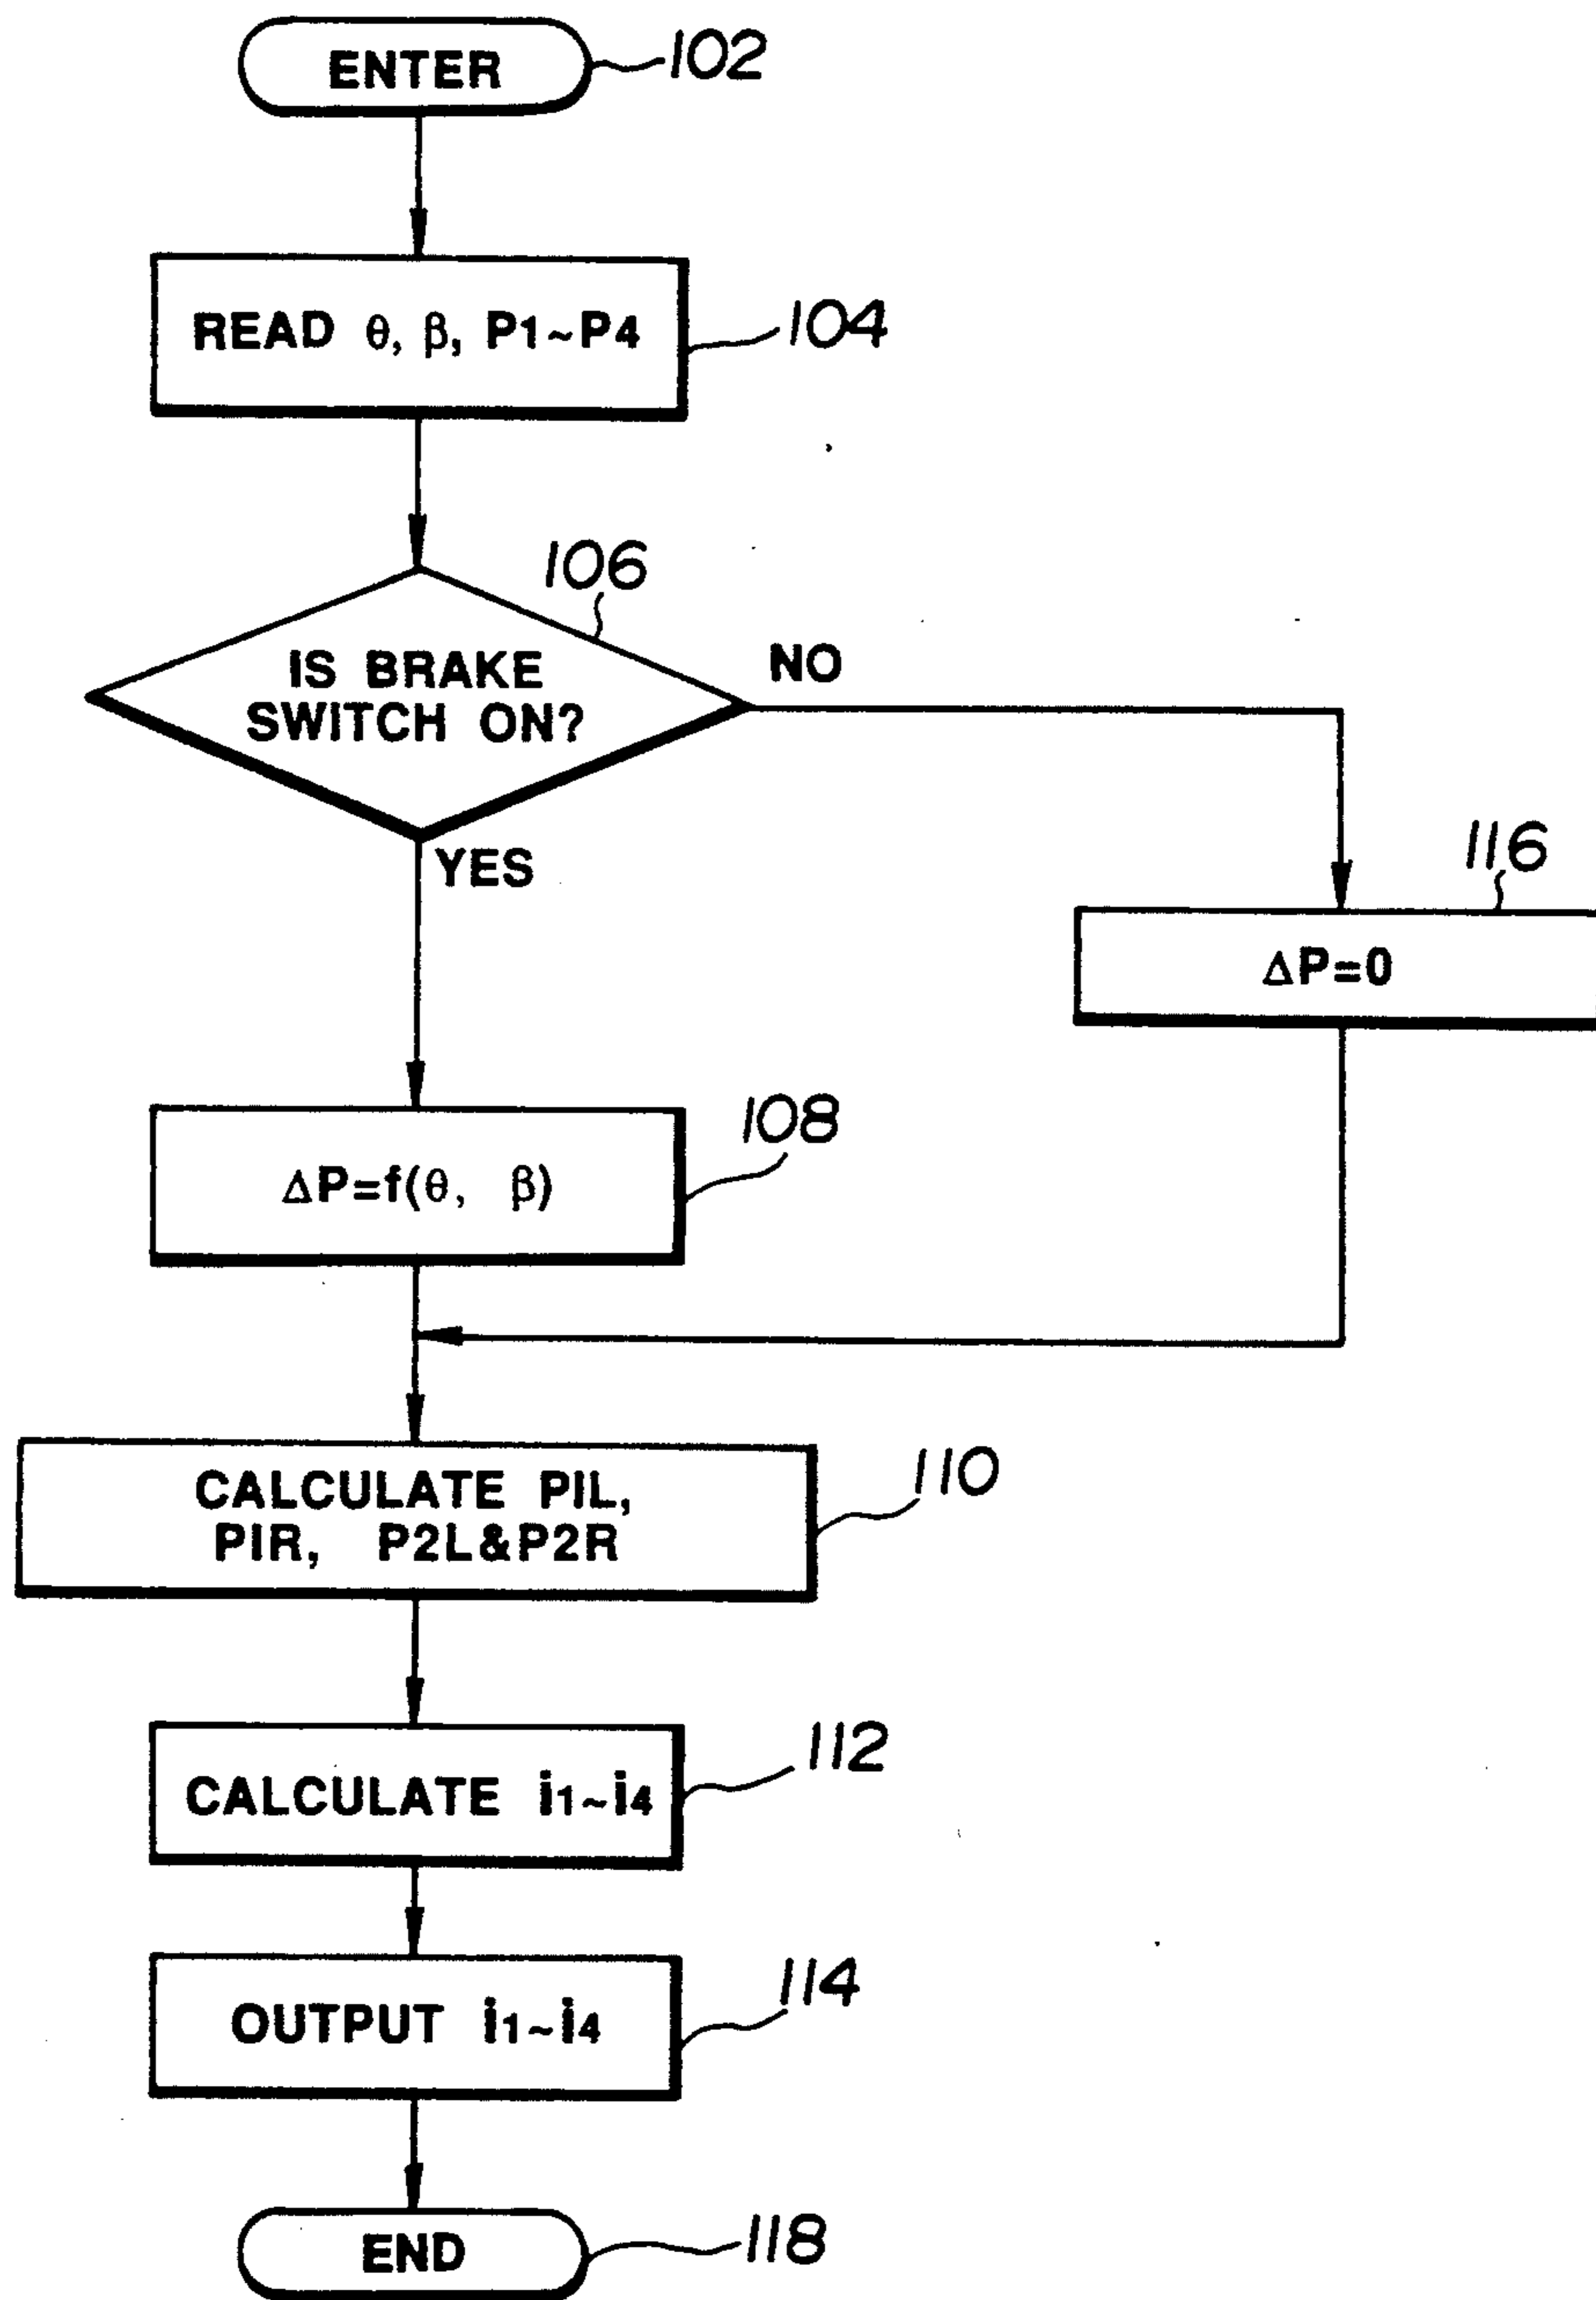 ENTER
102
READ θ, β, P1~P4
104
106
IS BRAKE
SWITCH ON?
NO
YES
116
ΔP=0
108
ΔP=f(θ, β)
CALCULATE PIL,
PIR, P2L&P2R
110
CALCULATE i1~i4
112
OUTPUT i1~i4
114
END
118